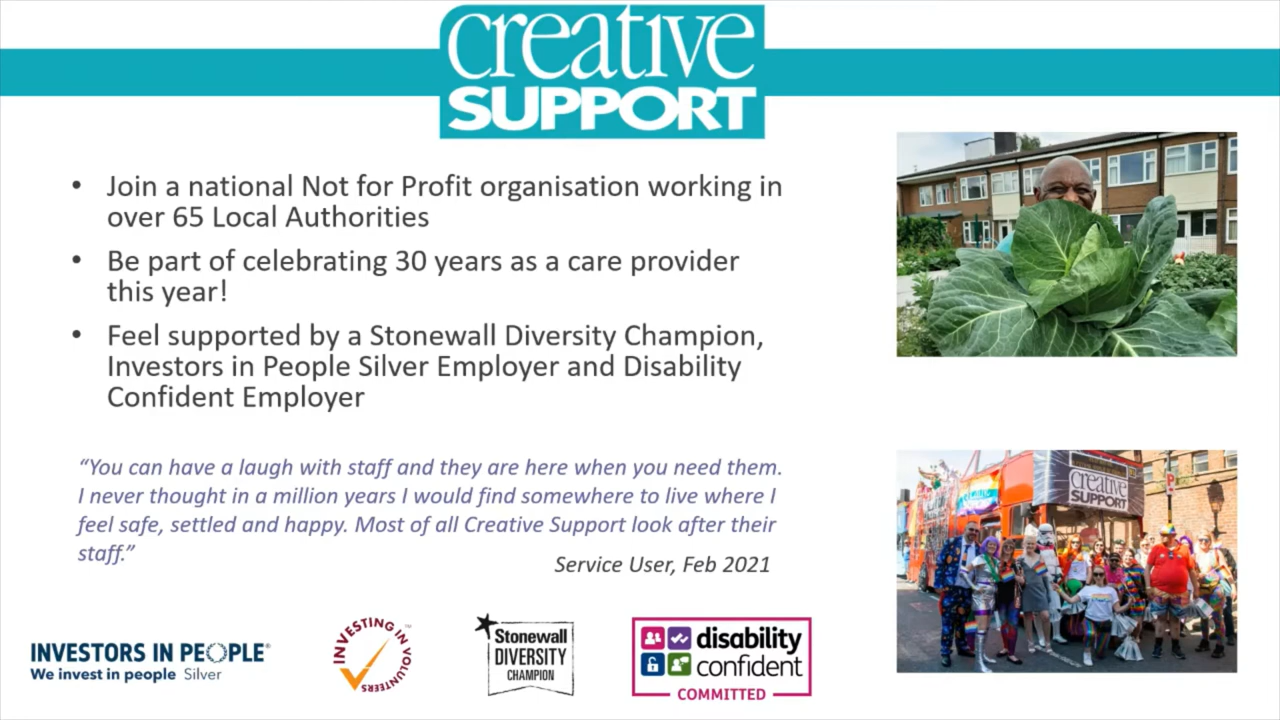 creative
SUPPORT
• Join a national Not for Profit organisation working in
over 65 Local Authorities
• Be part of celebrating 30 years as a care provider
this year!
• Feel supported by a Stonewall Diversity Champion,
Investors in People Silver Employer and Disability
Confident Employer
“You can have a laugh with staff and they are here when you need them.
I never thought in a million years I would find somewhere to live where I
feel safe, settled and happy. Most of all Creative Support look after their
staff.”
Service User, Feb 2021
creative
SUPPORT
INVESTORS IN PEOPLE®
We invest in people Silver
INVESTING IN
VOLUNTEERS
™
Stonewall
DIVERSITY
CHAMPION
disability
confident
COMMITTED